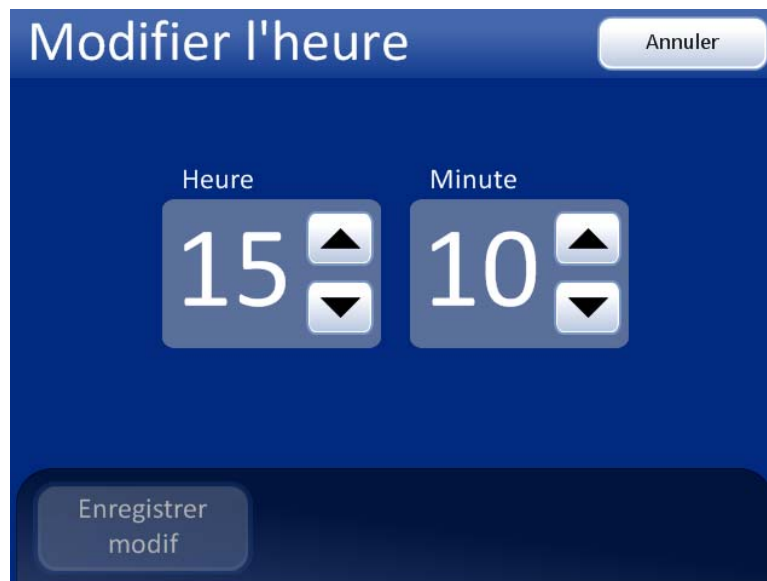 Modifier l'heure
Annuler
Heure
Minute
15
10
Enregistrer
modif